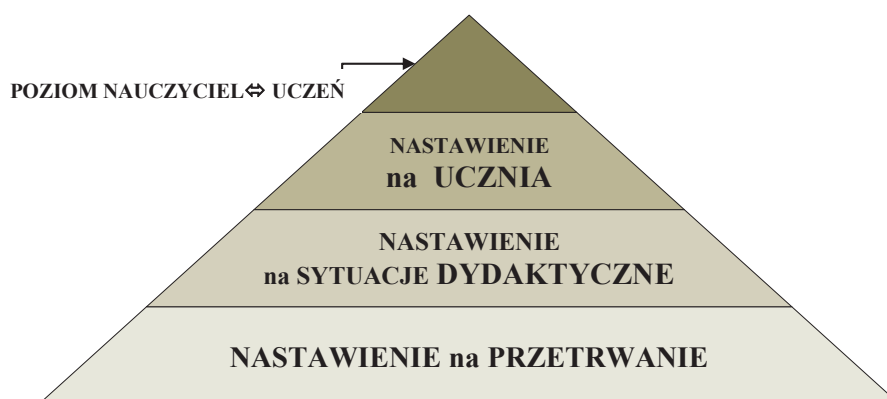 POZIOM NAUCZYCIEL⇔ UCZEŃ
NASTAWIENIE
na UCZNIA
NASTAWIENIE
na SYTUACJE DYDAKTYCZNE
NASTAWIENIE na PRZETRWANIE